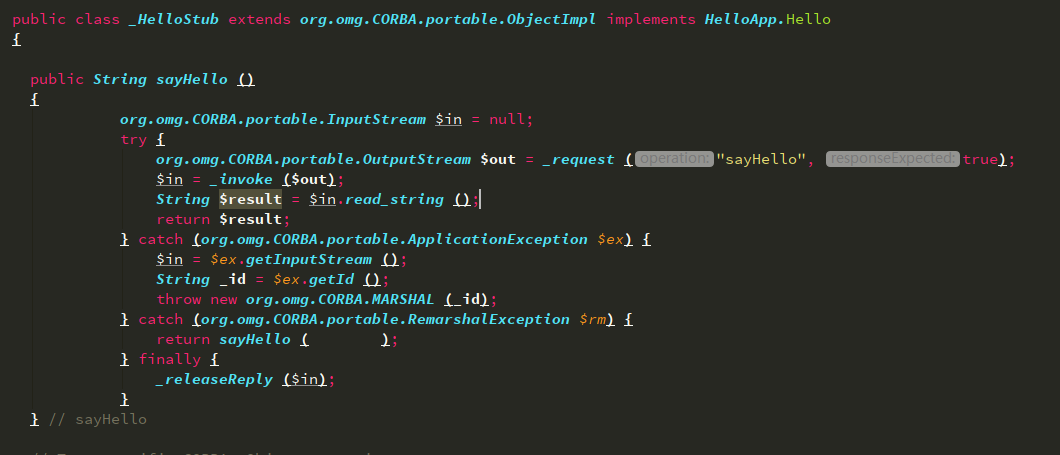 public class _HelloStub extends org.omg.CORBA.portable.ObjectImpl implements HelloApp.Hello
{
public String sayHello ()
{
org.omg.CORBA.portable.InputStream $in = null;
try {
org.omg.CORBA.portable.OutputStream $out = _request ( operation: "sayHello", responseExpected: true);
$in = _invoke ($out);
String $result = $in.read_string ();
return $result;
} catch (org.omg.CORBA.portable.ApplicationException $ex) {
$in = $ex.getInputStream ();
String _id = $ex.getId ();
throw new org.omg.CORBA.MARSHAL (_id);
} catch (org.omg.CORBA.portable.RemarshalException $rm) {
return sayHello (        );
} finally {
_releaseReply ($in);
}
} // sayHello